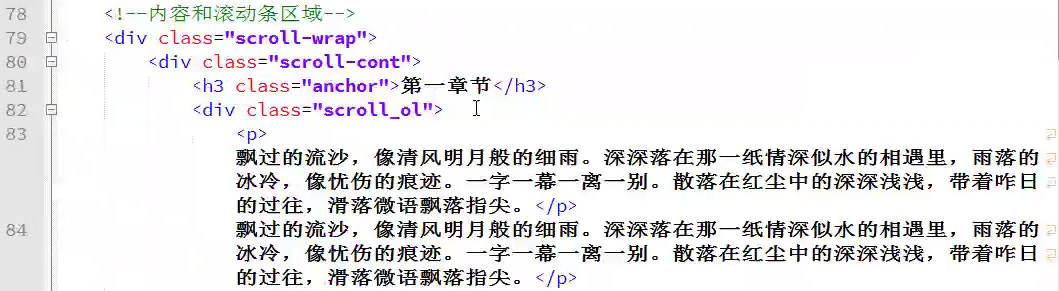 78 <!--内容和滚动条区域-->
79 <div class="scroll-wrap">
80 <div class="scroll-cont">
81 <h3 class="anchor">第一章节</h3>
82 <div class="scroll_ol">
83 <p>
飘过的流沙，像清风明月般的细雨。深深落在那一纸情深似水的相遇里，雨落的
冰冷，像忧伤的痕迹。一字一幕一离一别。散落在红尘中的深深浅浅，带着昨日
的过往，滑落微语飘落指尖。</p>
84 飘过的流沙，像清风明月般的细雨。深深落在那一纸情深似水的相遇里，雨落的
冰冷，像忧伤的痕迹。一字一幕一离一别。散落在红尘中的深深浅浅，带着昨日
的过往，滑落微语飘落指尖。</p>